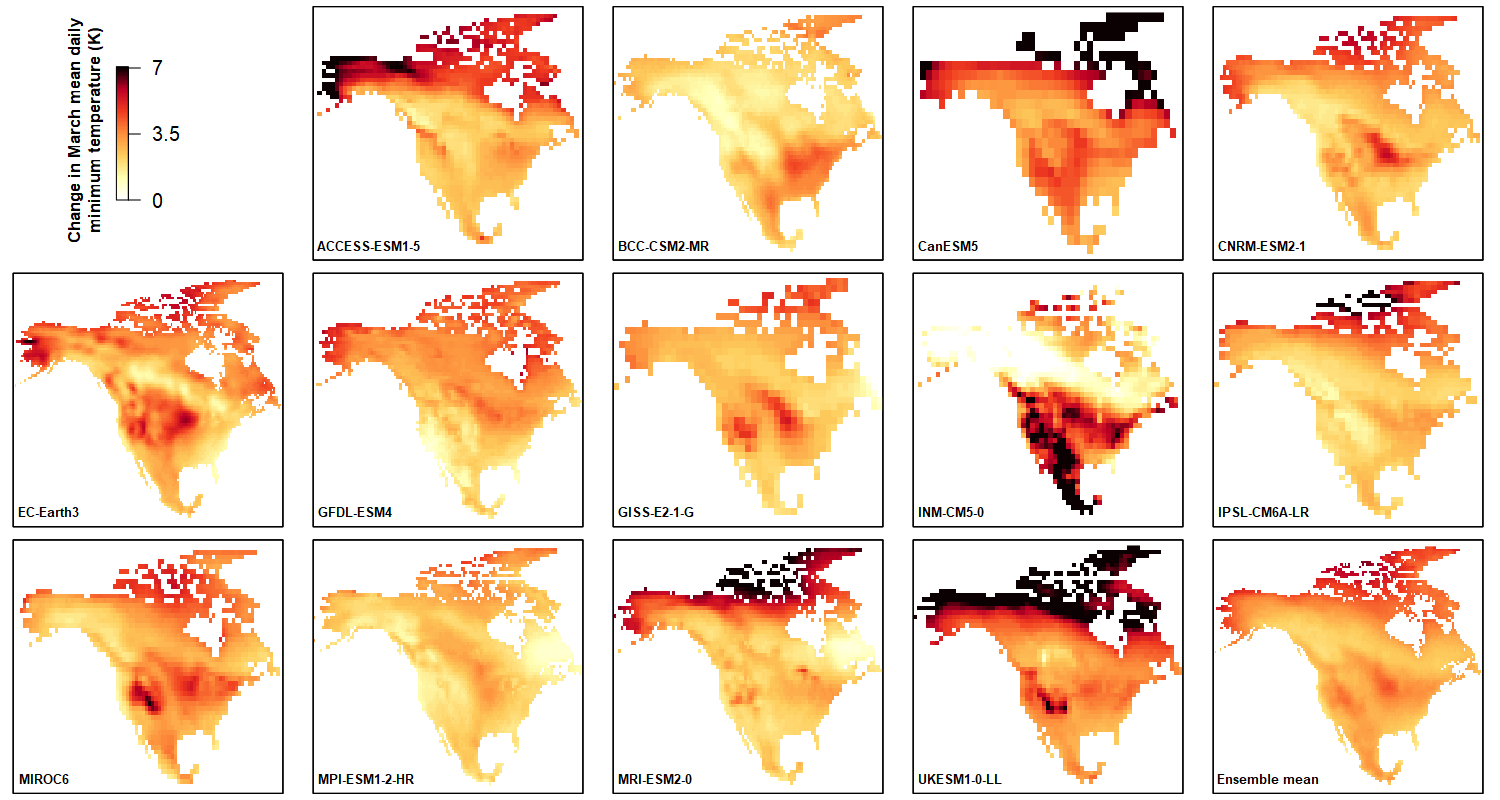 Change in March mean daily
minimum temperature (K)
7
3.5
0
ACCESS-ESM1-5
BCC-CSM2-MR
CanESM5
CNRM-ESM2-1
EC-Earth3
GFDL-ESM4
GISS-E2-1-G
INM-CM5-0
IPSL-CM6A-LR
MIROC6
MPI-ESM1-2-HR
MRI-ESM2-0
UKESM1-0-LL
Ensemble mean